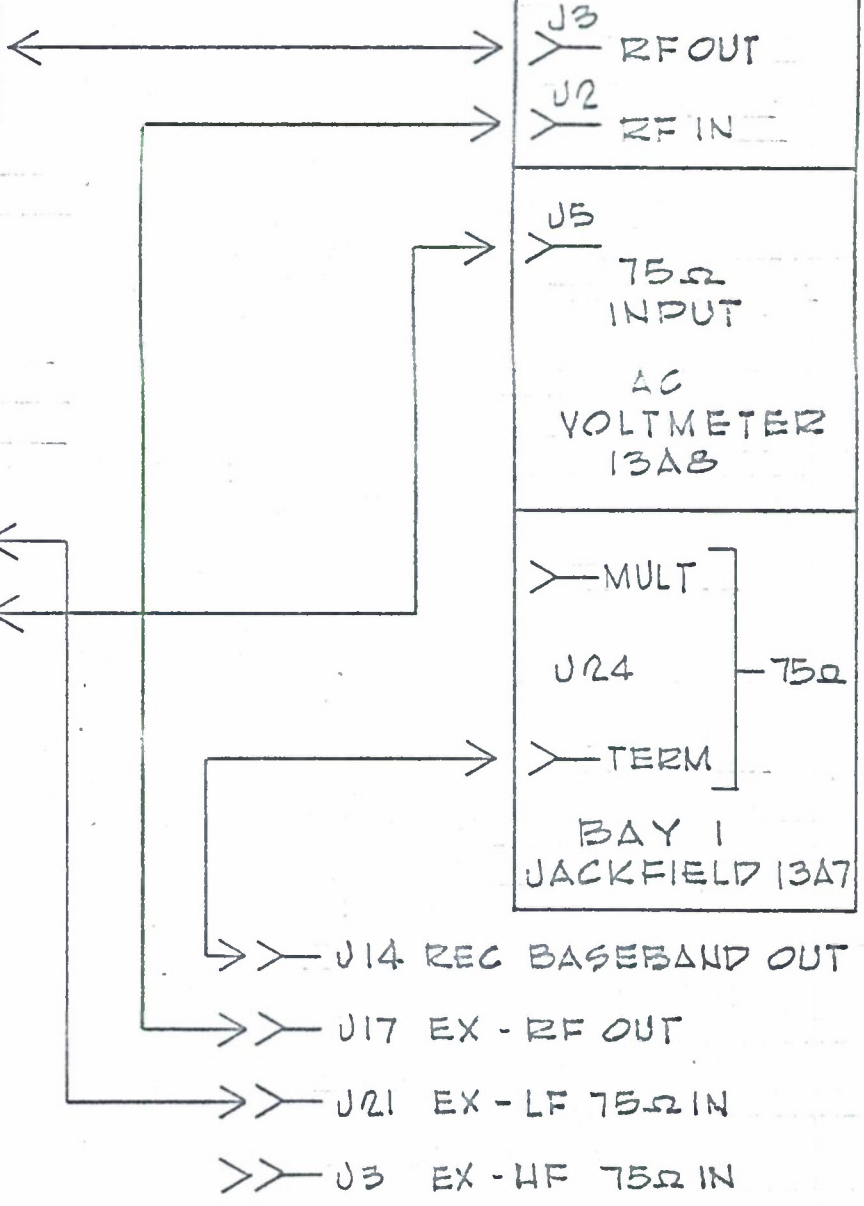 J3
RF OUT
J2
RF IN
J5
75Ω
INPUT
AC
VOLTMETER
13A8
MULT
J24
75Ω
TERM
BAY 1
JACKFIELD 13A7
J14 REC BASEBAND OUT
J17 EX - RF OUT
J21 EX - LF 75Ω IN
J3 EX - HF 75Ω IN